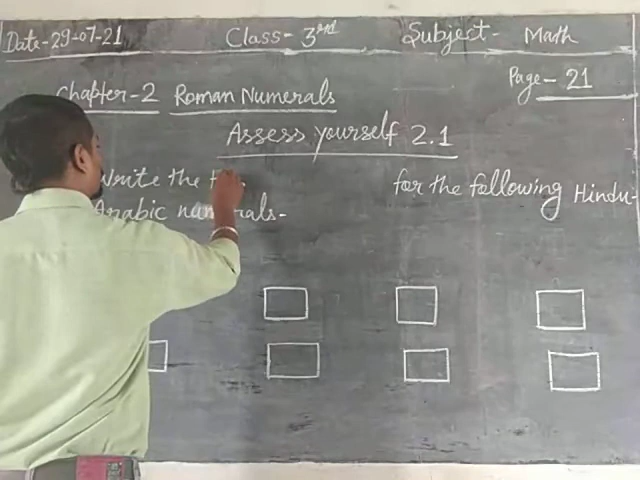 Date-29-07-21 Class- 3rd Subject- Math
Page- 21
Chapter-2 Roman Numerals
Assess yourself 2.1
Write the for the following Hindu-
Arabic numerals-